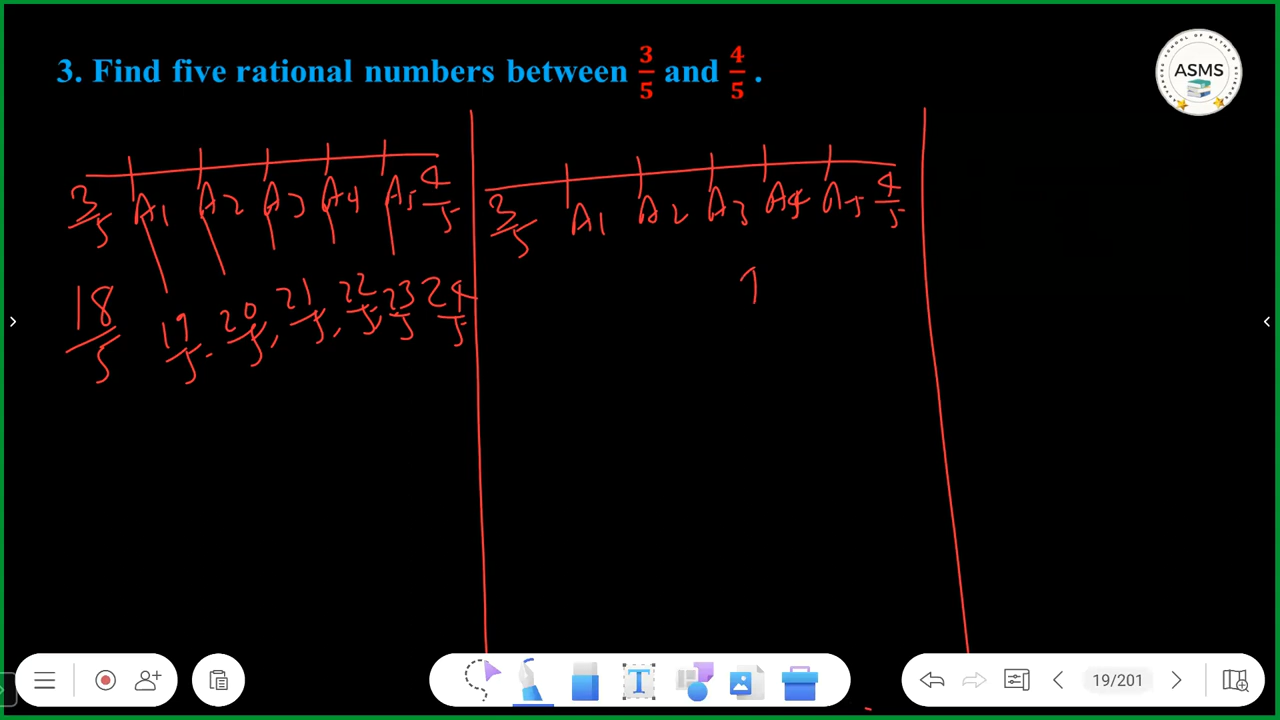 3. Find five rational numbers between 3/5 and 4/5 .
ASMS
3/5 A1 A2 A3 A4 A5 4/5
18/5 19/5, 20/5, 21/5, 22/5, 23/5 24/5
3/5 A1 A2 A3 A4 A5 4/5
1
19/201